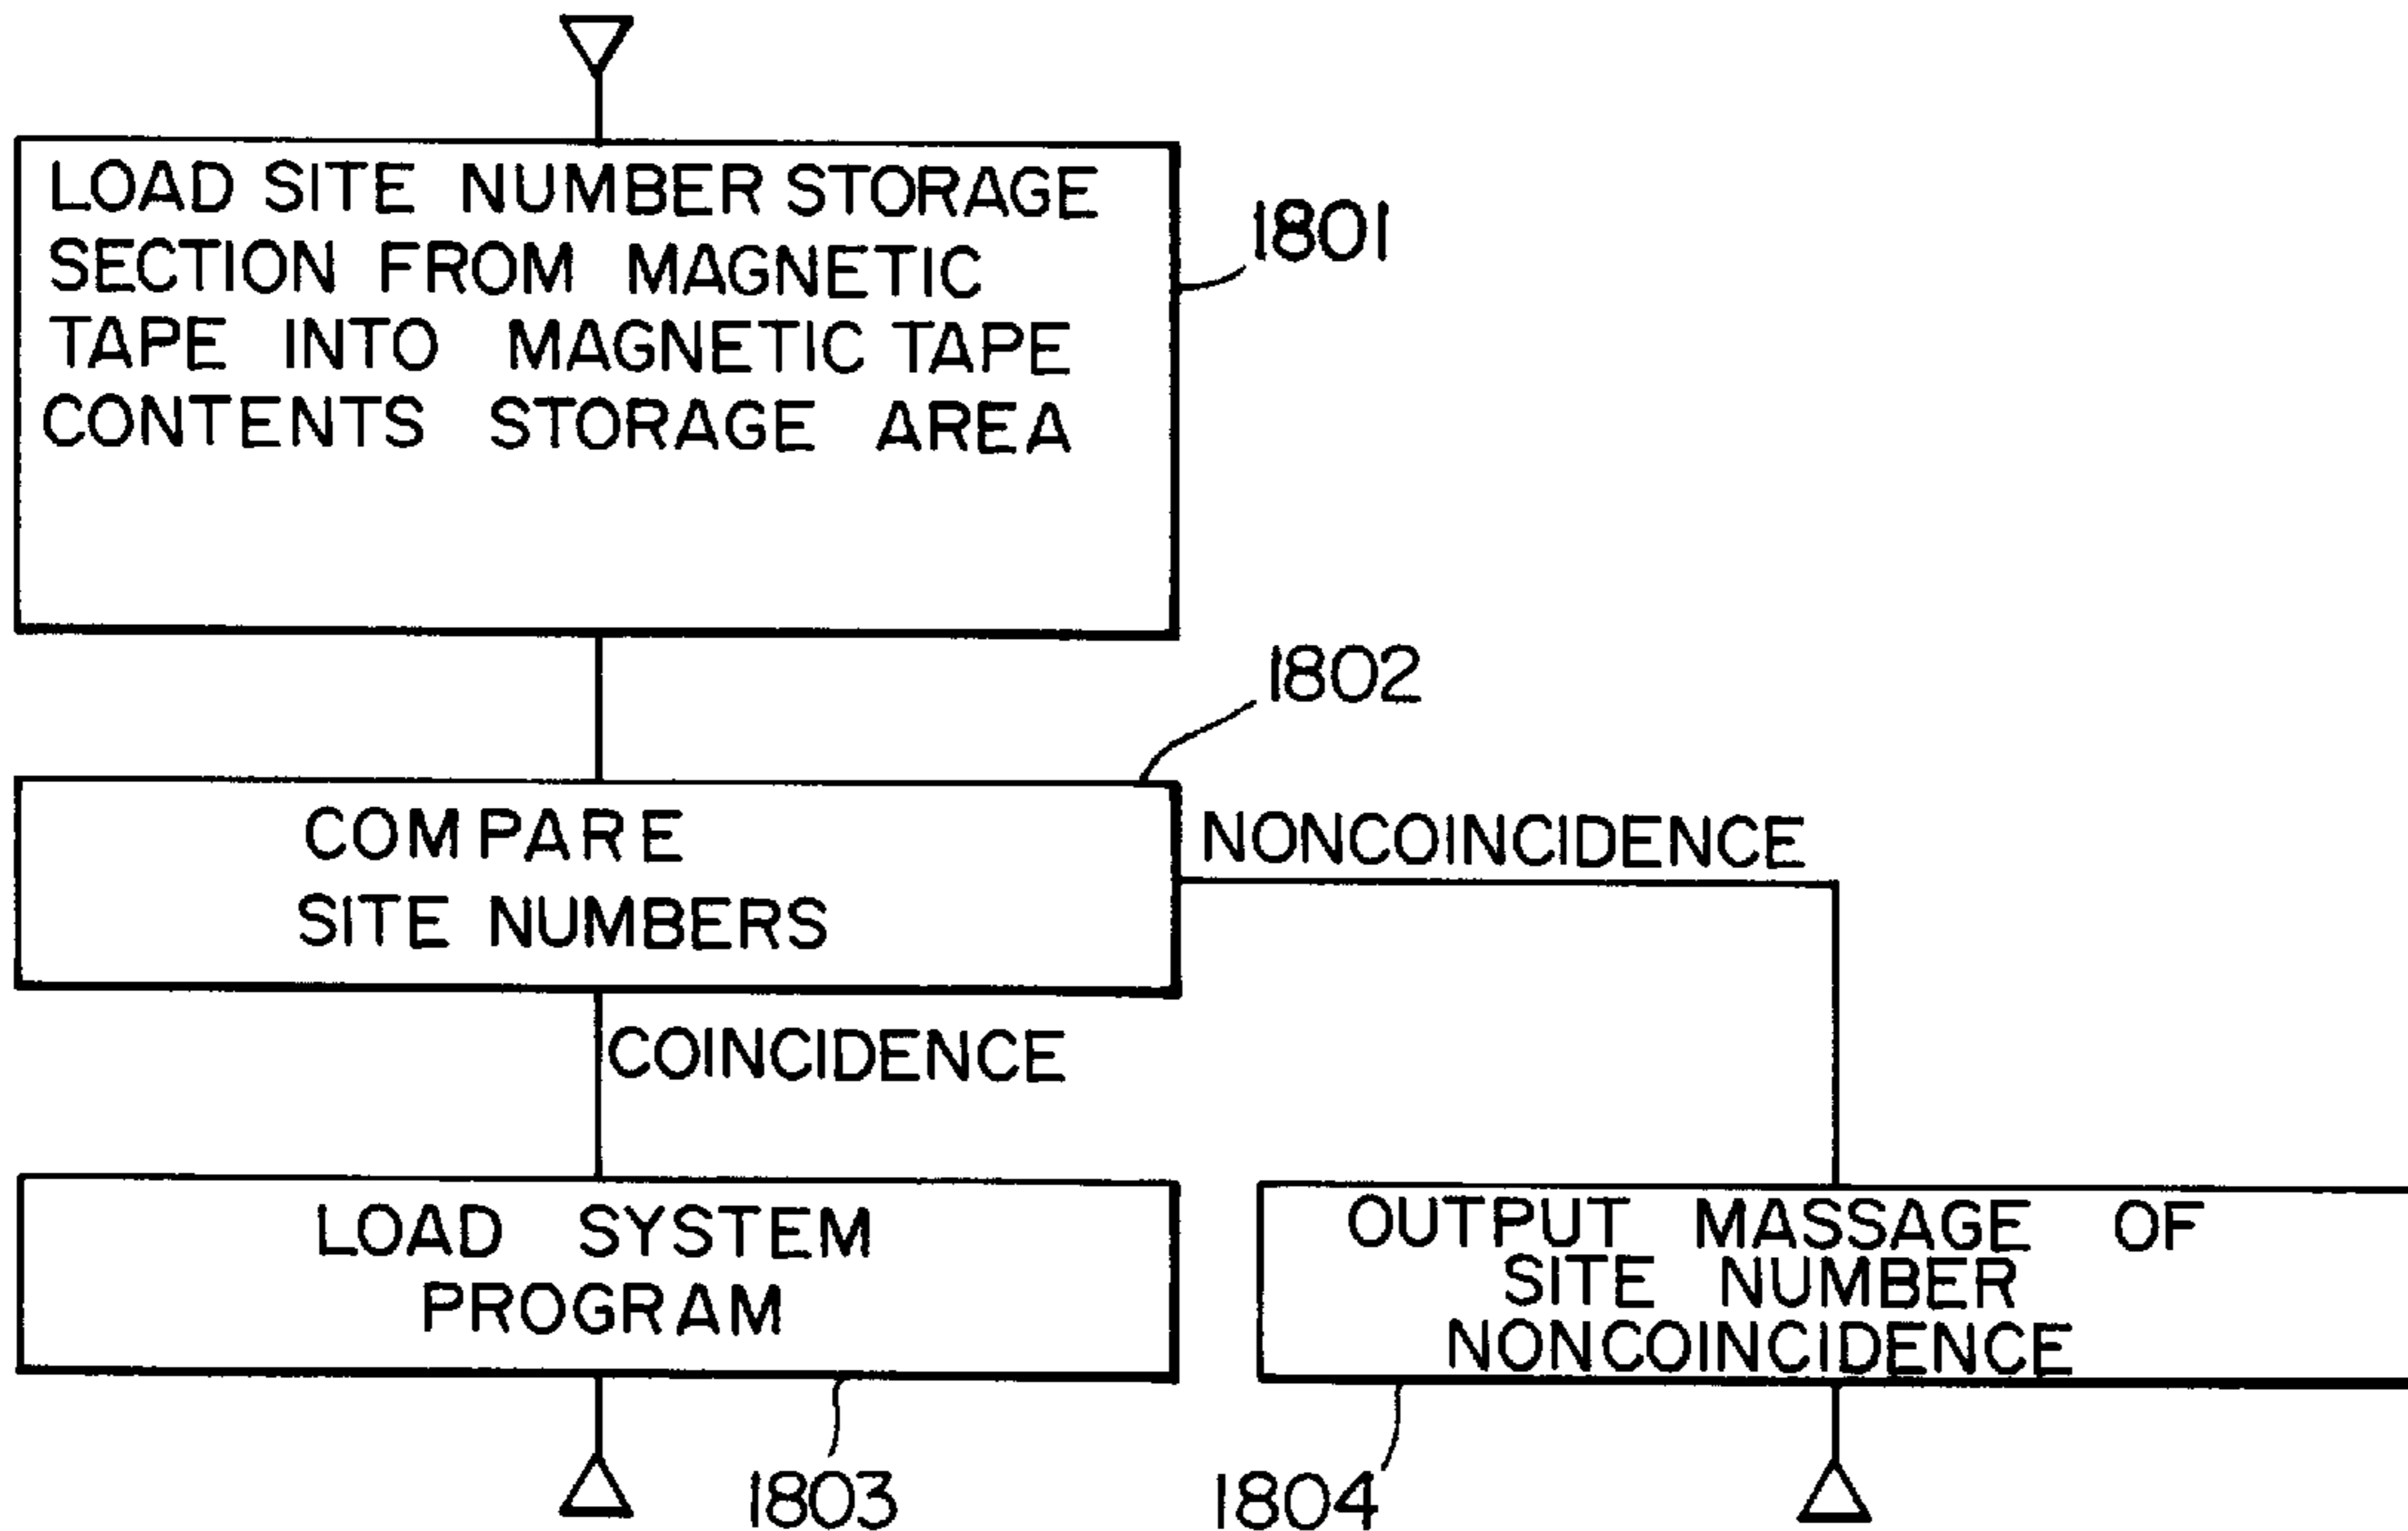 LOAD SITE NUMBER STORAGE
SECTION FROM MAGNETIC
TAPE INTO MAGNETIC TAPE
CONTENTS STORAGE AREA
1801
1802
COMPARE
SITE NUMBERS
NONCOINCIDENCE
COINCIDENCE
LOAD SYSTEM
PROGRAM
OUTPUT MASSAGE OF
SITE NUMBER
NONCOINCIDENCE
1803
1804